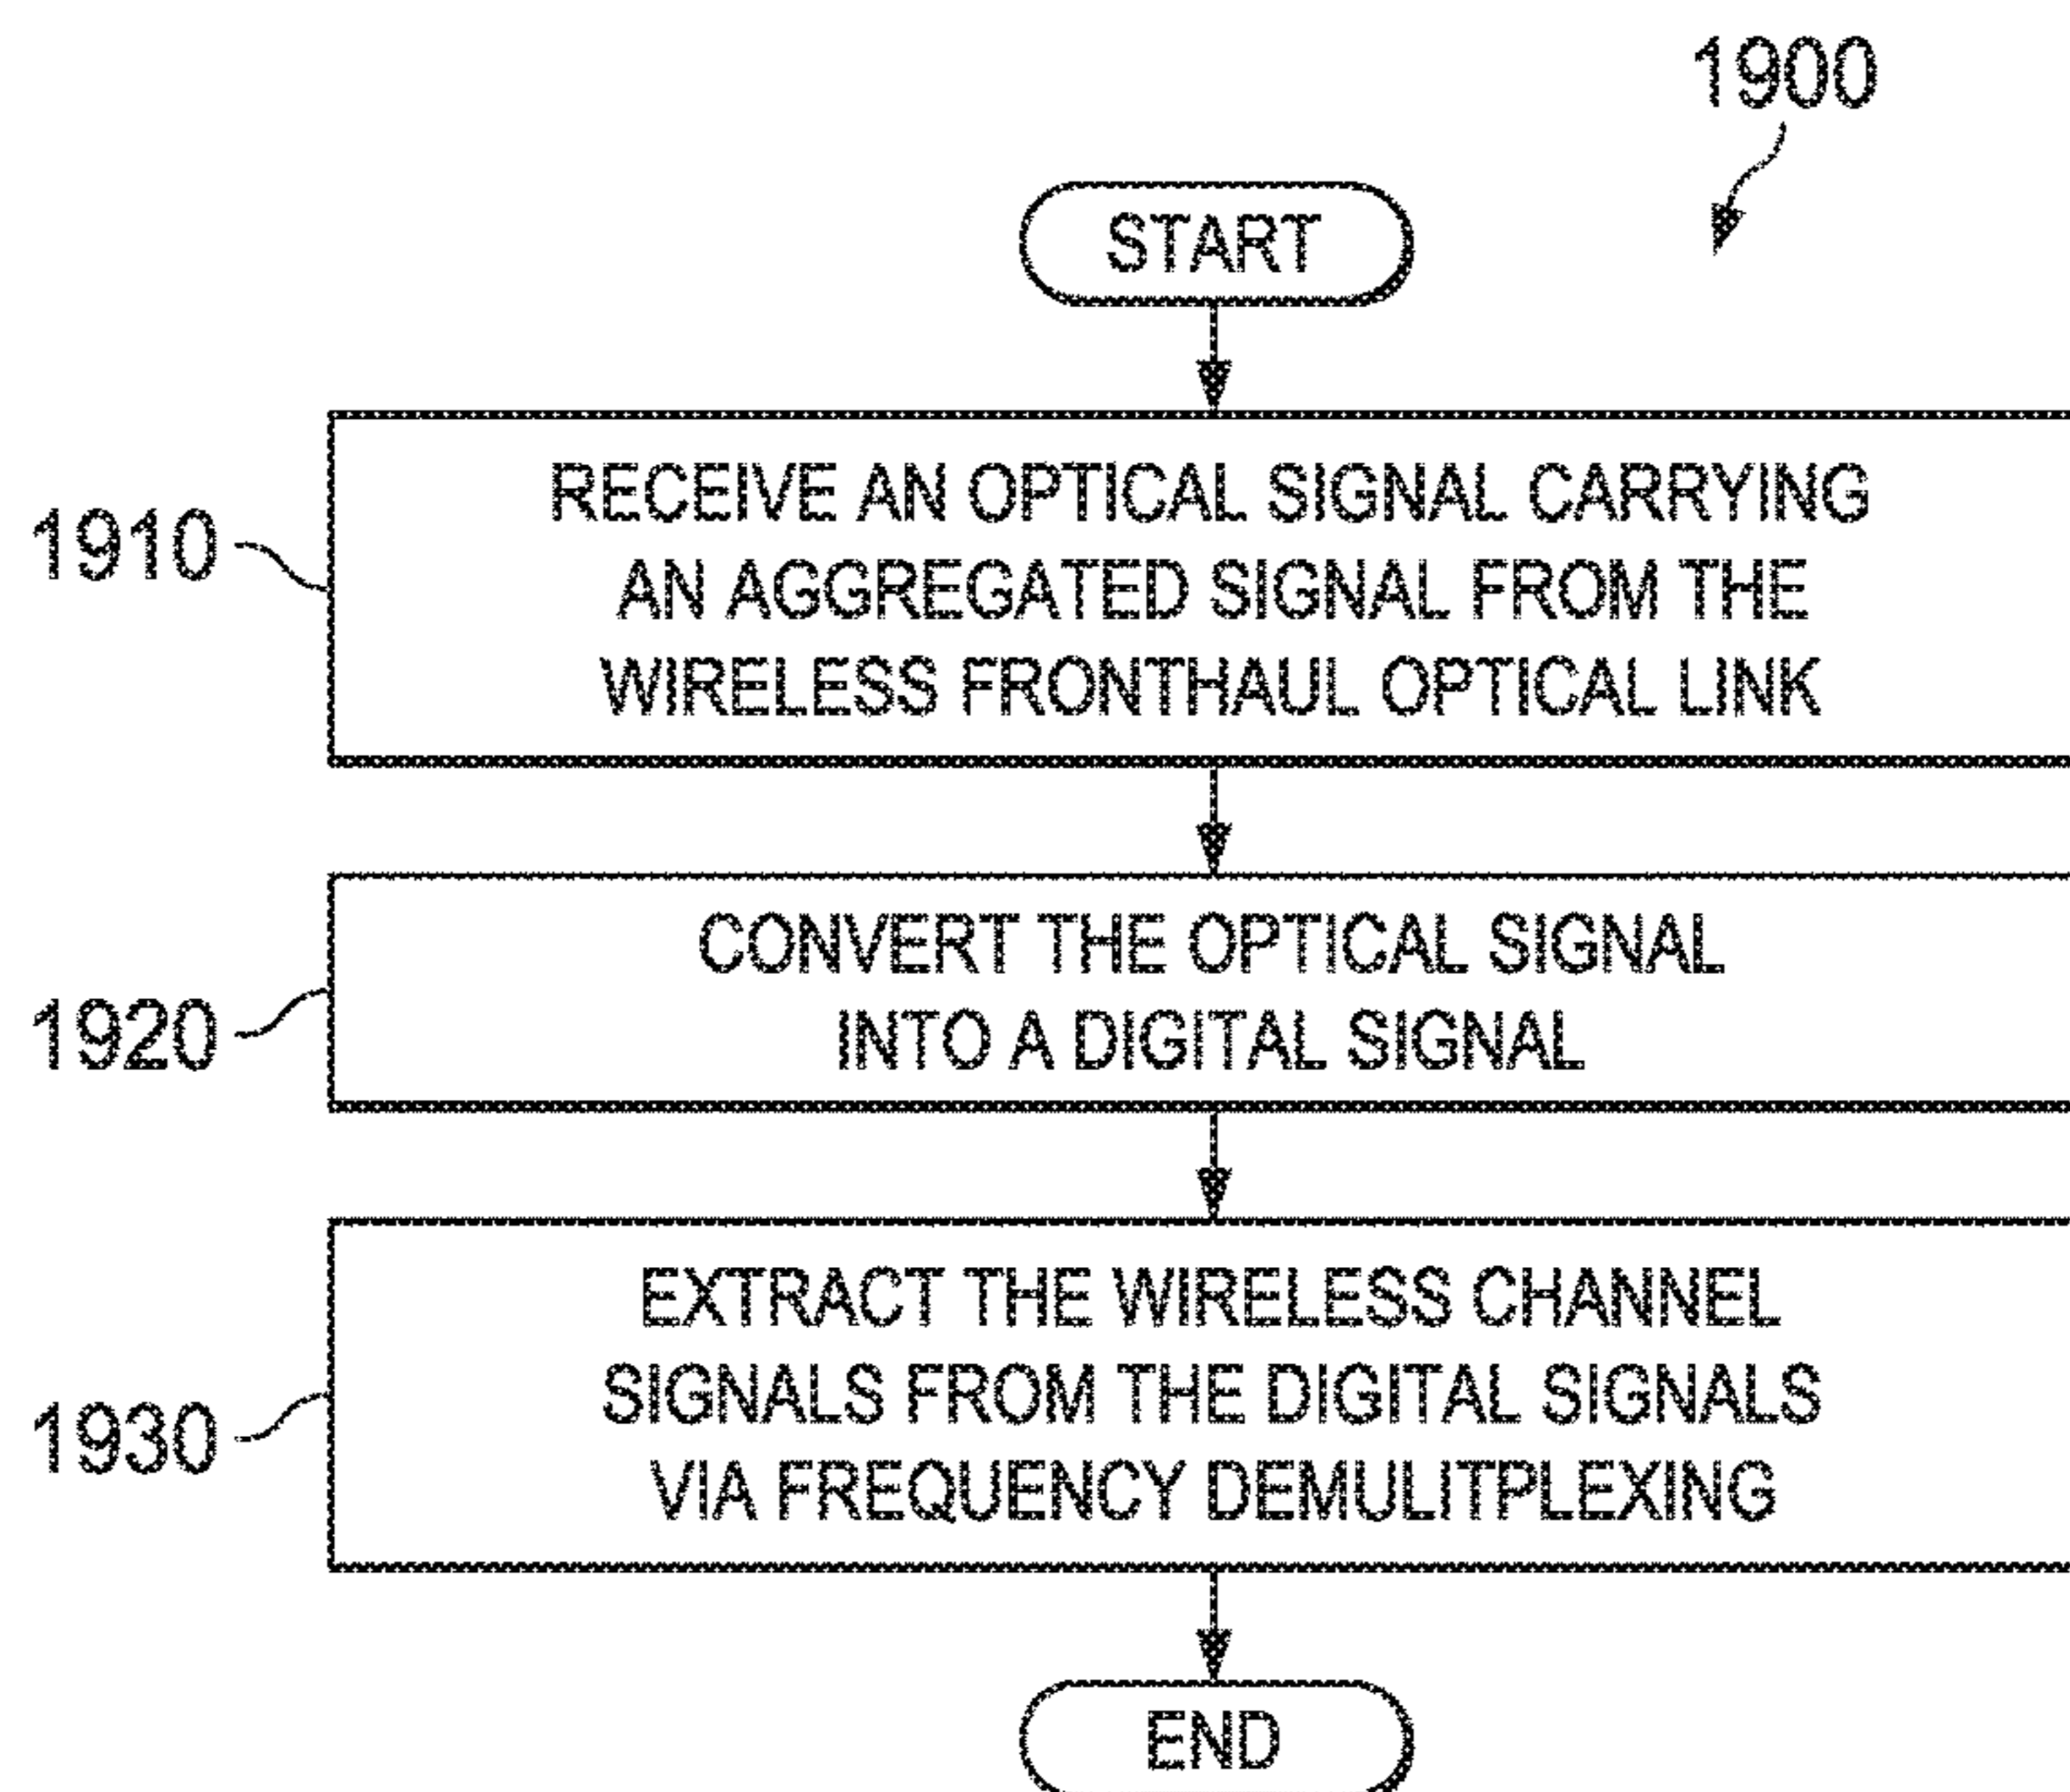 1900
START
1910
RECEIVE AN OPTICAL SIGNAL CARRYING
AN AGGREGATED SIGNAL FROM THE
WIRELESS FRONTHAUL OPTICAL LINK
1920
CONVERT THE OPTICAL SIGNAL
INTO A DIGITAL SIGNAL
1930
EXTRACT THE WIRELESS CHANNEL
SIGNALS FROM THE DIGITAL SIGNALS
VIA FREQUENCY DEMULITPLEXING
END